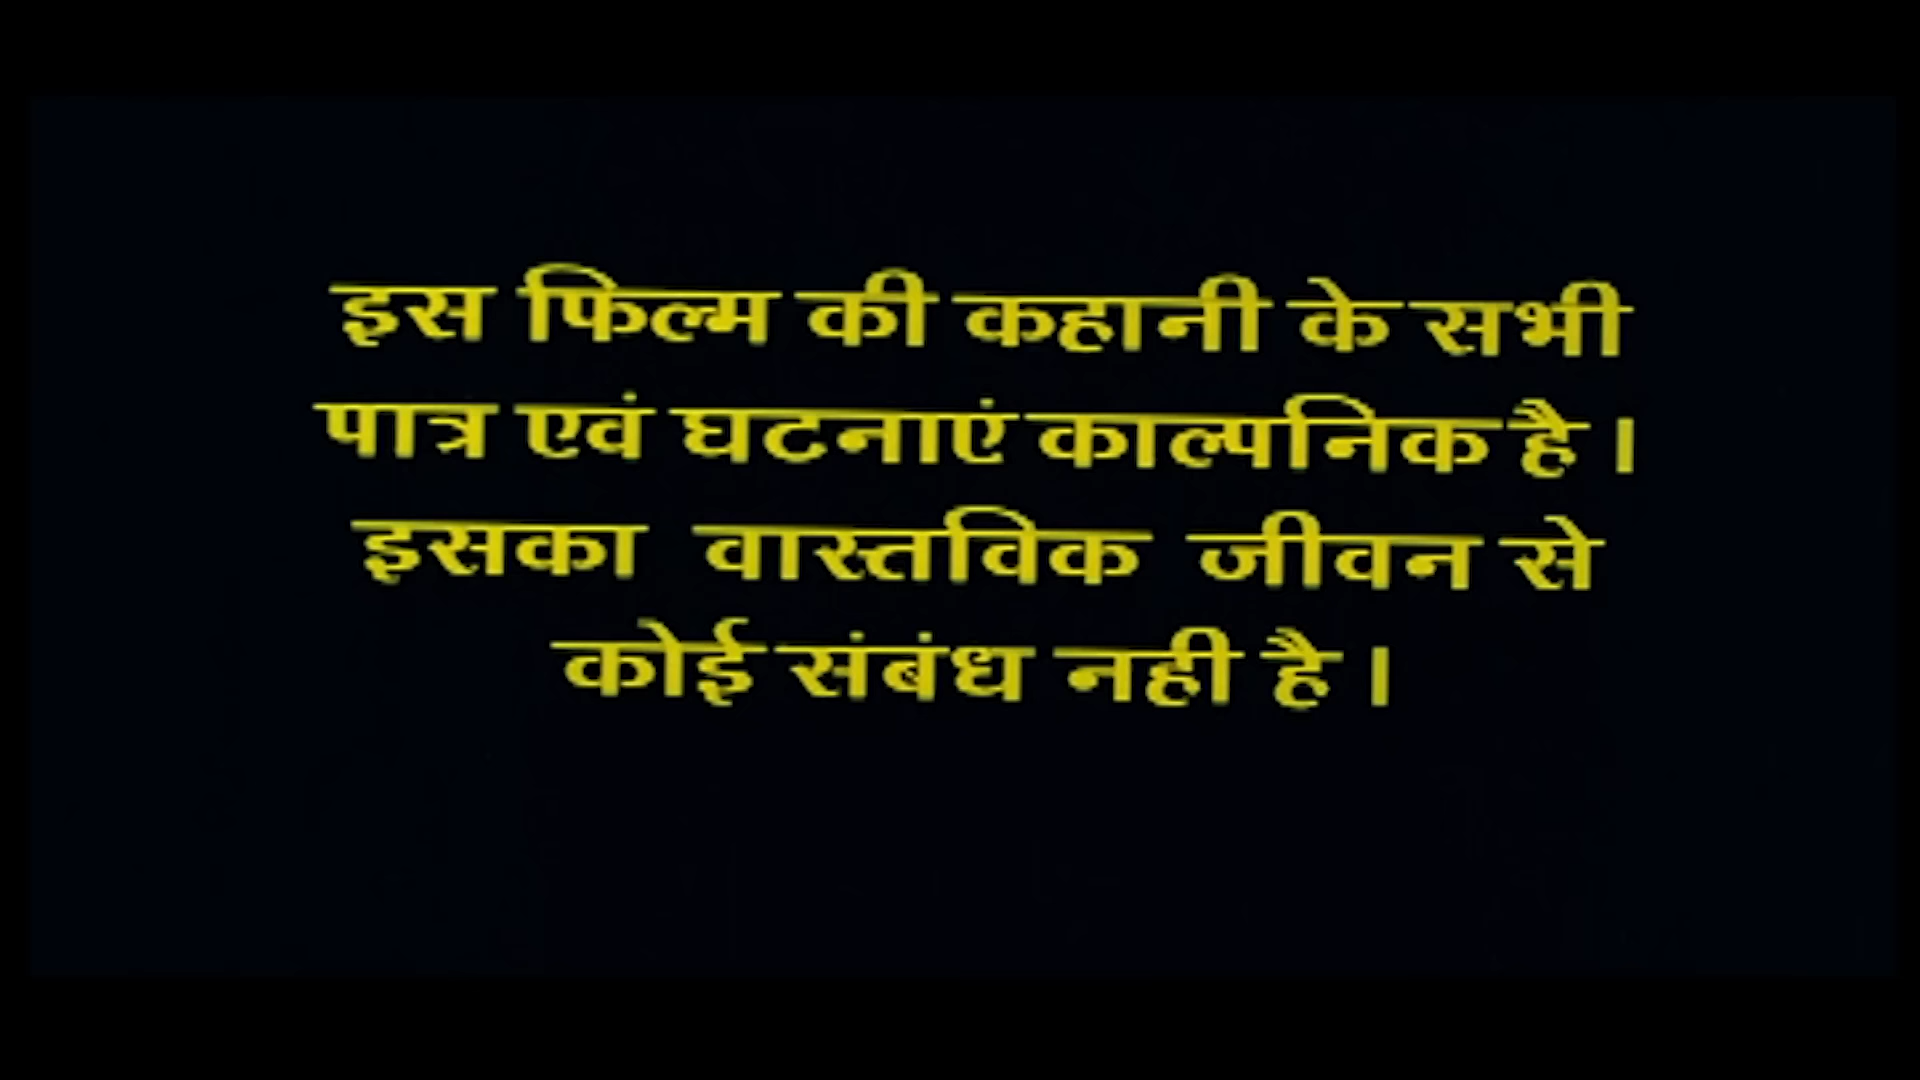 इस फिल्म की कहानी के सभी
पात्र एवं घटनाएं काल्पनिक है ।
इसका वास्तविक जीवन से
कोई संबंध नही है ।